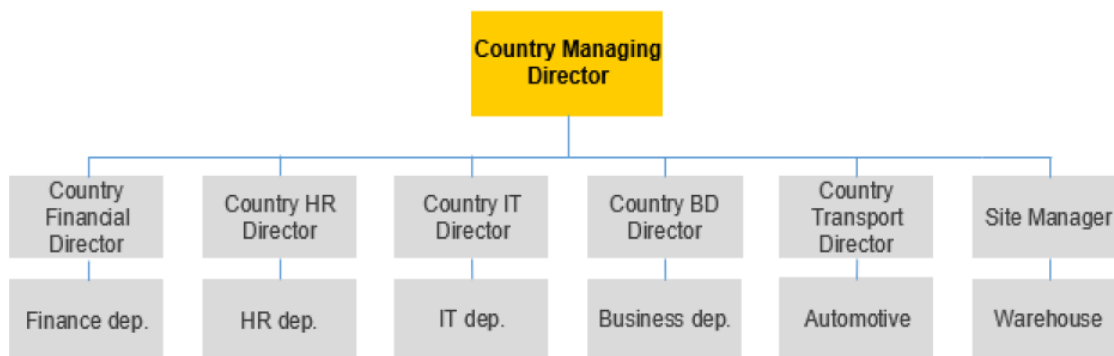 Country Managing
Director
Country
Financial
Director
Country HR
Director
Country IT
Director
Country BD
Director
Country
Transport
Director
Site Manager
Finance dep.
HR dep.
IT dep.
Business dep.
Automotive
Warehouse